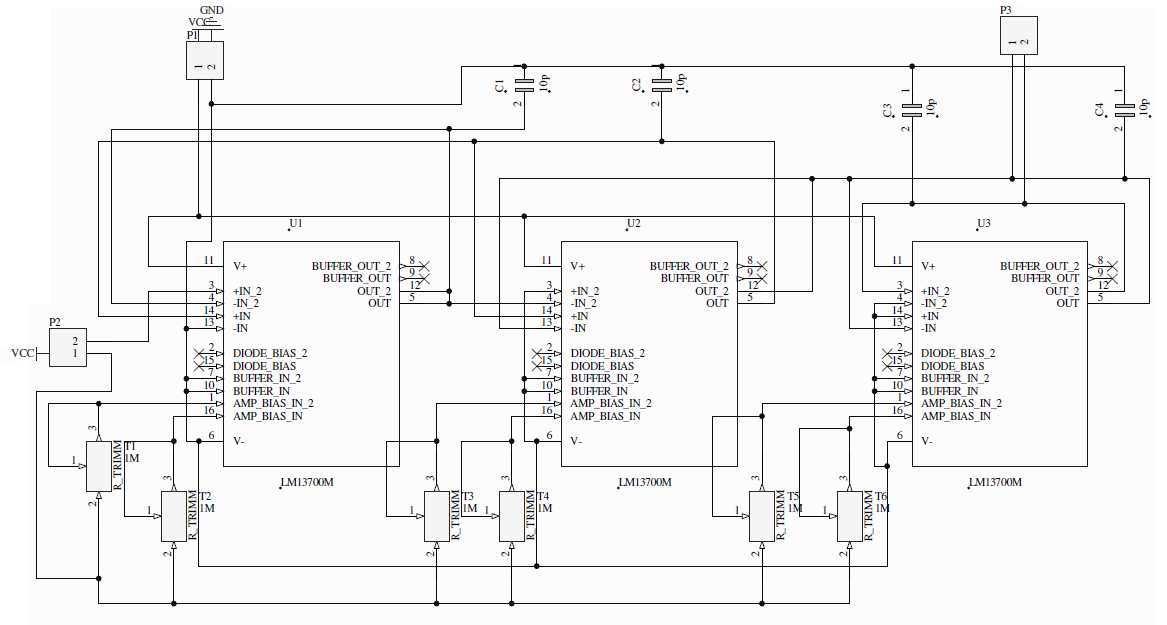 GND
VCC
P1
1 2
P3
1 2
C1 10p
2
C2 10p
2
1
C3 10p
2
1
C4 10p
2
U1
11 V+
3 +IN_2
4 -IN_2
14 +IN
13 -IN
2 DIODE_BIAS_2
15 DIODE_BIAS
7 BUFFER_IN_2
10 BUFFER_IN
1 AMP_BIAS_IN_2
16 AMP_BIAS_IN
6 V-
BUFFER_OUT_2 8
BUFFER_OUT 9
OUT_2 12
OUT 5
LM13700M
U2
11 V+
3 +IN_2
4 -IN_2
14 +IN
13 -IN
2 DIODE_BIAS_2
15 DIODE_BIAS
7 BUFFER_IN_2
10 BUFFER_IN
1 AMP_BIAS_IN_2
16 AMP_BIAS_IN
6 V-
BUFFER_OUT_2 8
BUFFER_OUT 9
OUT_2 12
OUT 5
LM13700M
U3
11 V+
3 +IN_2
4 -IN_2
14 +IN
13 -IN
2 DIODE_BIAS_2
15 DIODE_BIAS
7 BUFFER_IN_2
10 BUFFER_IN
1 AMP_BIAS_IN_2
16 AMP_BIAS_IN
6 V-
BUFFER_OUT_2 8
BUFFER_OUT 9
OUT_2 12
OUT 5
LM13700M
P2
2
VCC 1
3
T1
1M
1
R_TRIMM
2
3
T2
1M
1
R_TRIMM
2
3
T3
1M
1
R_TRIMM
2
3
T4
1M
1
R_TRIMM
2
3
T5
1M
1
R_TRIMM
2
3
T6
1M
1
R_TRIMM
2